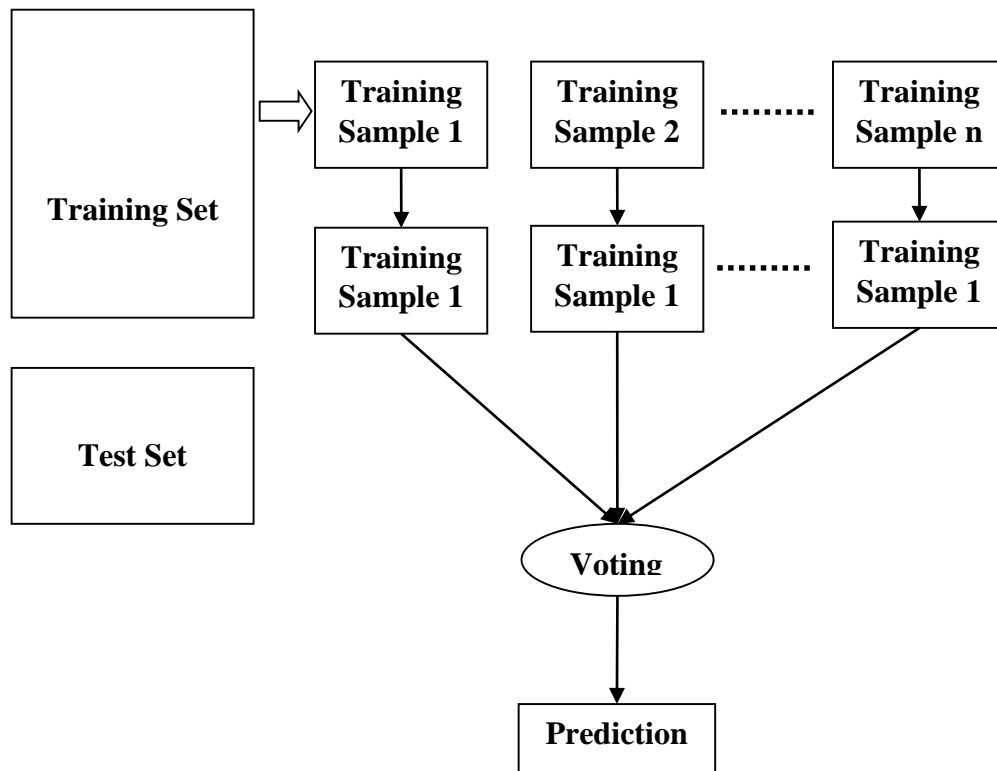 Training
Sample 1
Training
Sample 2
Training
Sample n
Training Set
Training
Sample 1
Training
Sample 1
Training
Sample 1
Test Set
Voting
Prediction